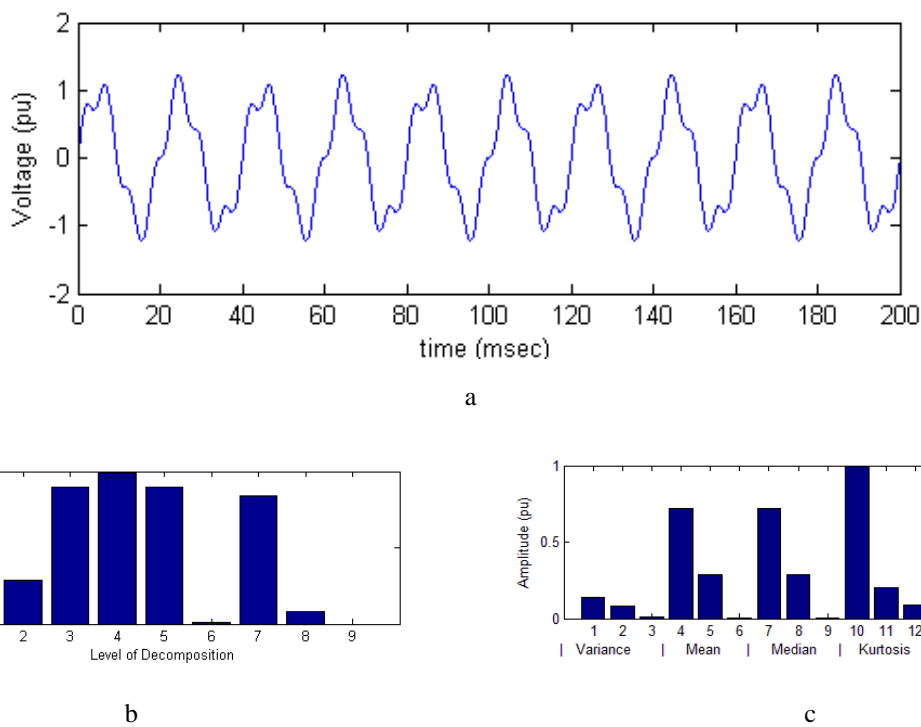 2
1
0
-1
-2
Voltage (pu)
0 20 40 60 80 100 120 140 160 180 200
time (msec)
a
2 3 4 5 6 7 8 9
Level of Decomposition
b
1
0.5
0
Amplitude (pu)
1 2 3 4 5 6 7 8 9 10 11 12
| Variance | Mean | Median | Kurtosis
c